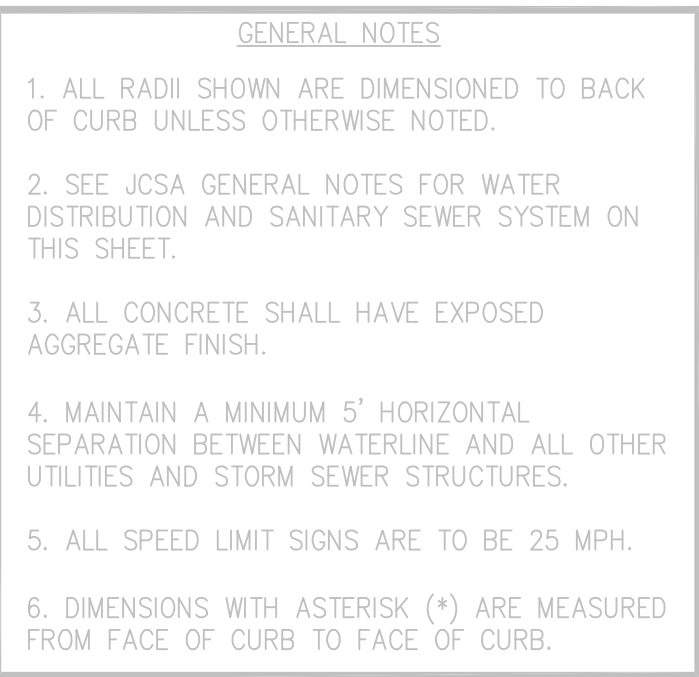 GENERAL NOTES
1. ALL RADII SHOWN ARE DIMENSIONED TO BACK
OF CURB UNLESS OTHERWISE NOTED.
2. SEE JCSA GENERAL NOTES FOR WATER
DISTRIBUTION AND SANITARY SEWER SYSTEM ON
THIS SHEET.
3. ALL CONCRETE SHALL HAVE EXPOSED
AGGREGATE FINISH.
4. MAINTAIN A MINIMUM 5' HORIZONTAL
SEPARATION BETWEEN WATERLINE AND ALL OTHER
UTILITIES AND STORM SEWER STRUCTURES.
5. ALL SPEED LIMIT SIGNS ARE TO BE 25 MPH.
6. DIMENSIONS WITH ASTERISK (*) ARE MEASURED
FROM FACE OF CURB TO FACE OF CURB.